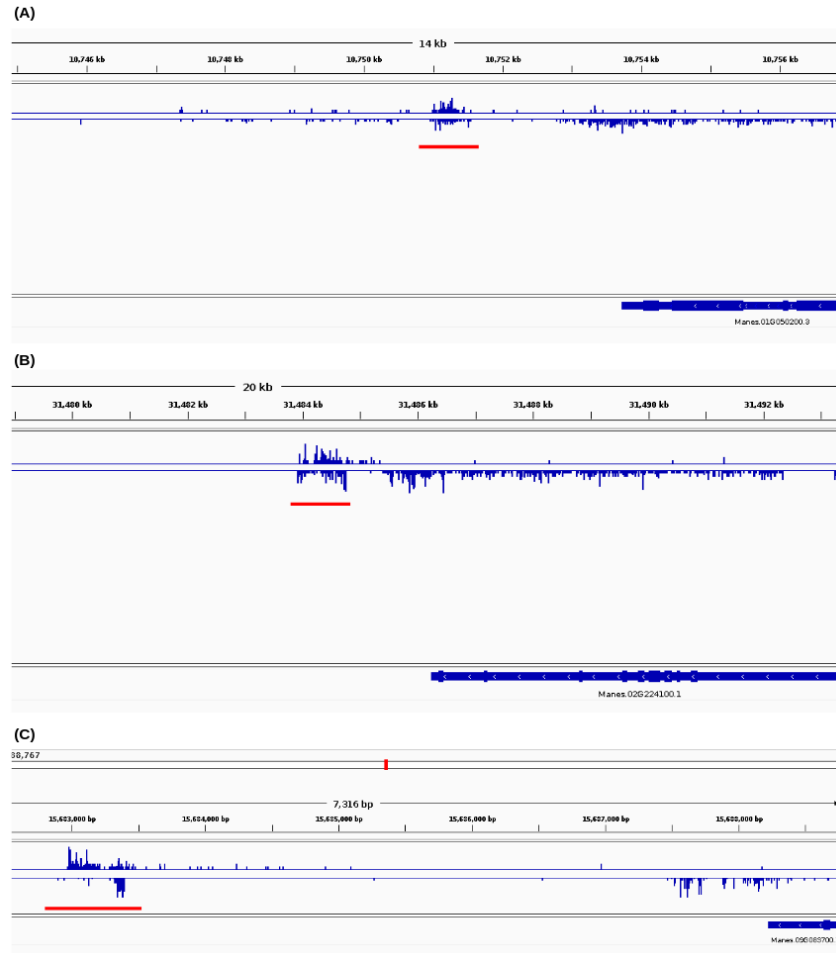 (A)
14 kb
10,746 kb 10,748 kb 10,750 kb 10,752 kb 10,754 kb 10,756 kb
Manes.01G050200.3
(B)
20 kb
31,480 kb 31,482 kb 31,484 kb 31,486 kb 31,488 kb 31,490 kb 31,492 kb
Manes.02G224100.1
(C)
7,316 bp
15,683,000 bp 15,684,000 bp 15,685,000 bp 15,686,000 bp 15,687,000 bp 15,688,000 bp